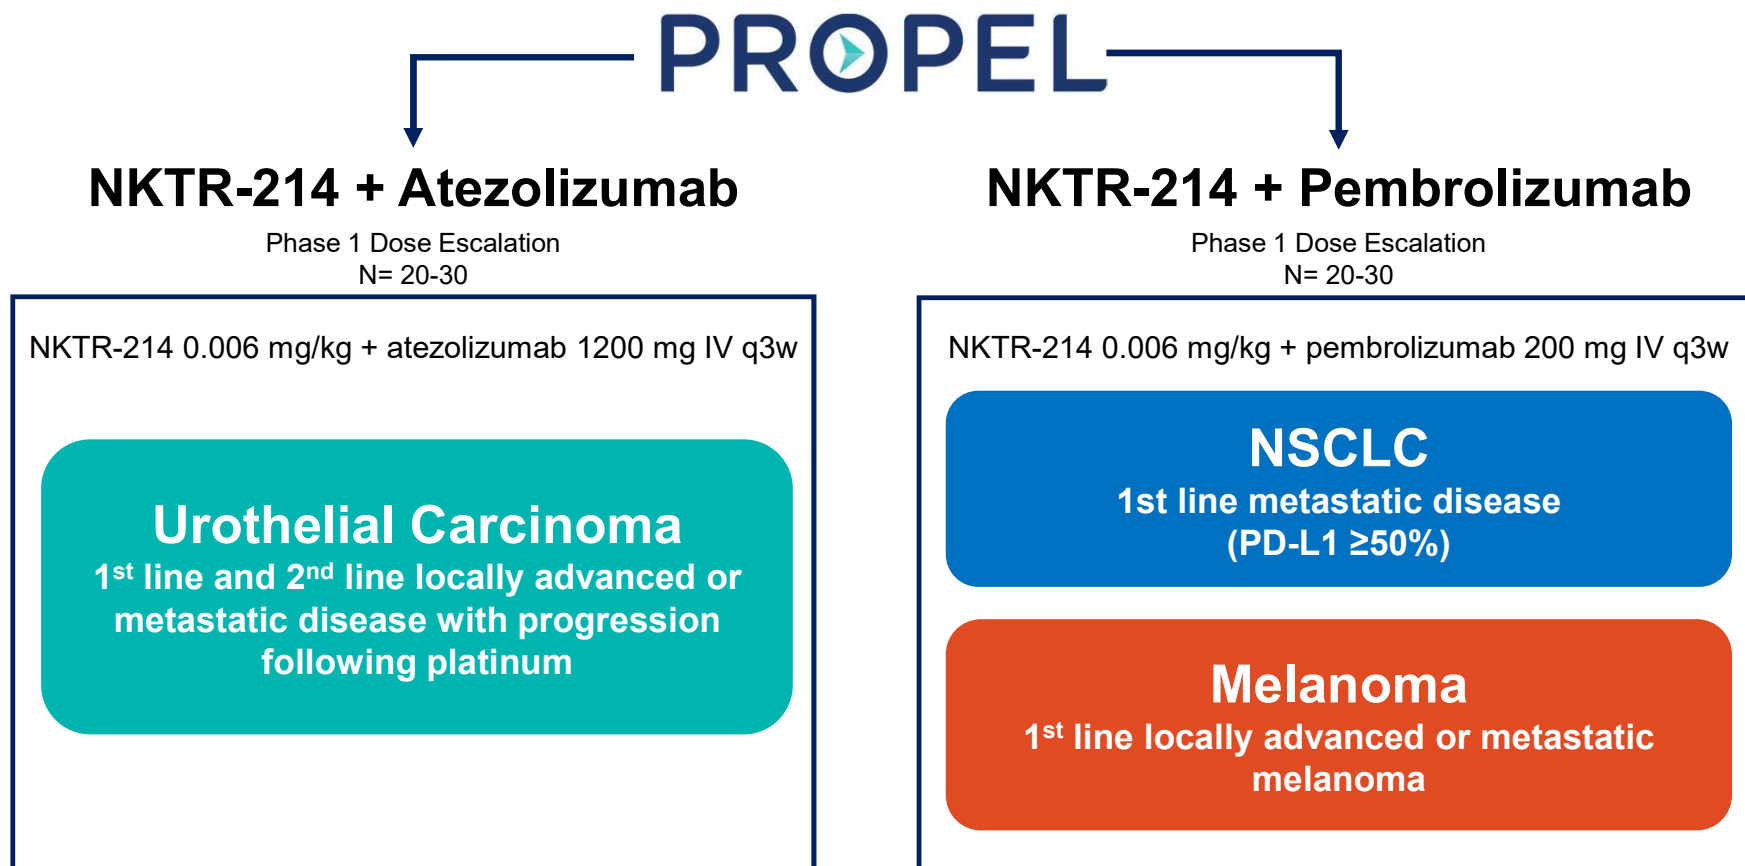 PROPEL
NKTR-214 + Atezolizumab
Phase 1 Dose Escalation
N= 20-30
NKTR-214 0.006 mg/kg + atezolizumab 1200 mg IV q3w
Urothelial Carcinoma
1st line and 2nd line locally advanced or
metastatic disease with progression
following platinum
NKTR-214 + Pembrolizumab
Phase 1 Dose Escalation
N= 20-30
NKTR-214 0.006 mg/kg + pembrolizumab 200 mg IV q3w
NSCLC
1st line metastatic disease
(PD-L1 ≥50%)
Melanoma
1st line locally advanced or metastatic
melanoma